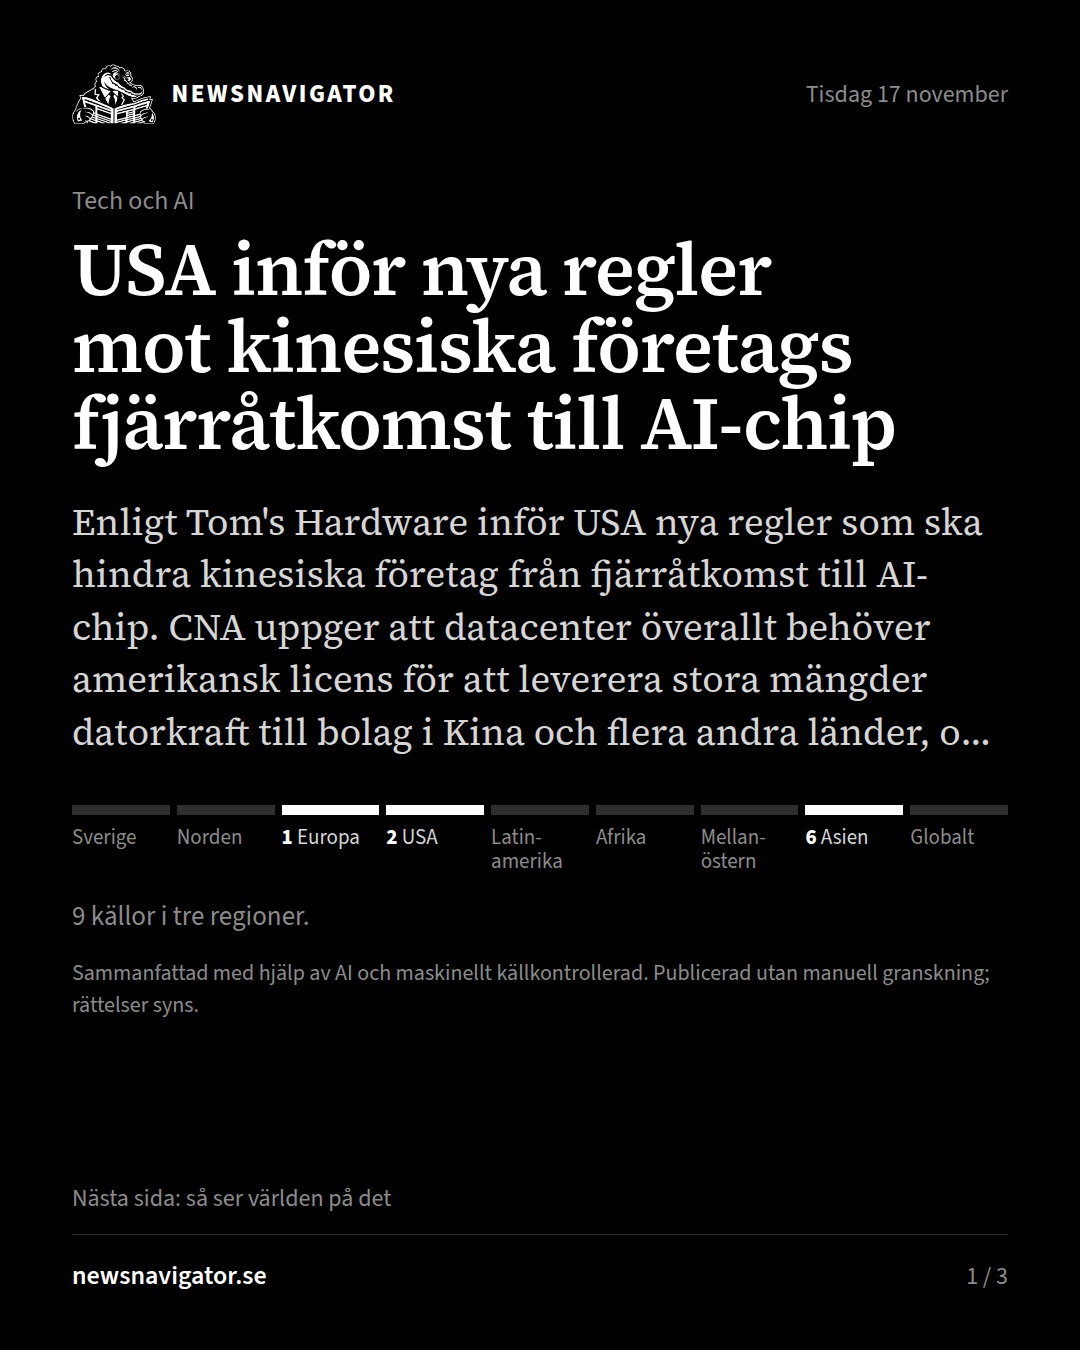 NEWSNAVIGATOR
Tisdag 17 november
Tech och AI
USA inför nya regler
mot kinesiska företags
fjärråtkomst till AI-chip
Enligt Tom's Hardware inför USA nya regler som ska
hindra kinesiska företag från fjärråtkomst till AI-
chip. CNA uppger att datacenter överallt behöver
amerikansk licens för att leverera stora mängder
datorkraft till bolag i Kina och flera andra länder, o...
Sverige
Norden
1 Europa
2 USA
Latin-
amerika
Afrika
Mellan-
östern
6 Asien
Globalt
9 källor i tre regioner.
Sammanfattad med hjälp av AI och maskinellt källkontrollerad. Publicerad utan manuell granskning;
rättelser syns.
Nästa sida: så ser världen på det
newsnavigator.se
1 / 3